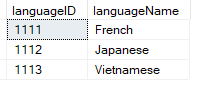 languageID languageName
1111 French
1112 Japanese
1113 Vietnamese